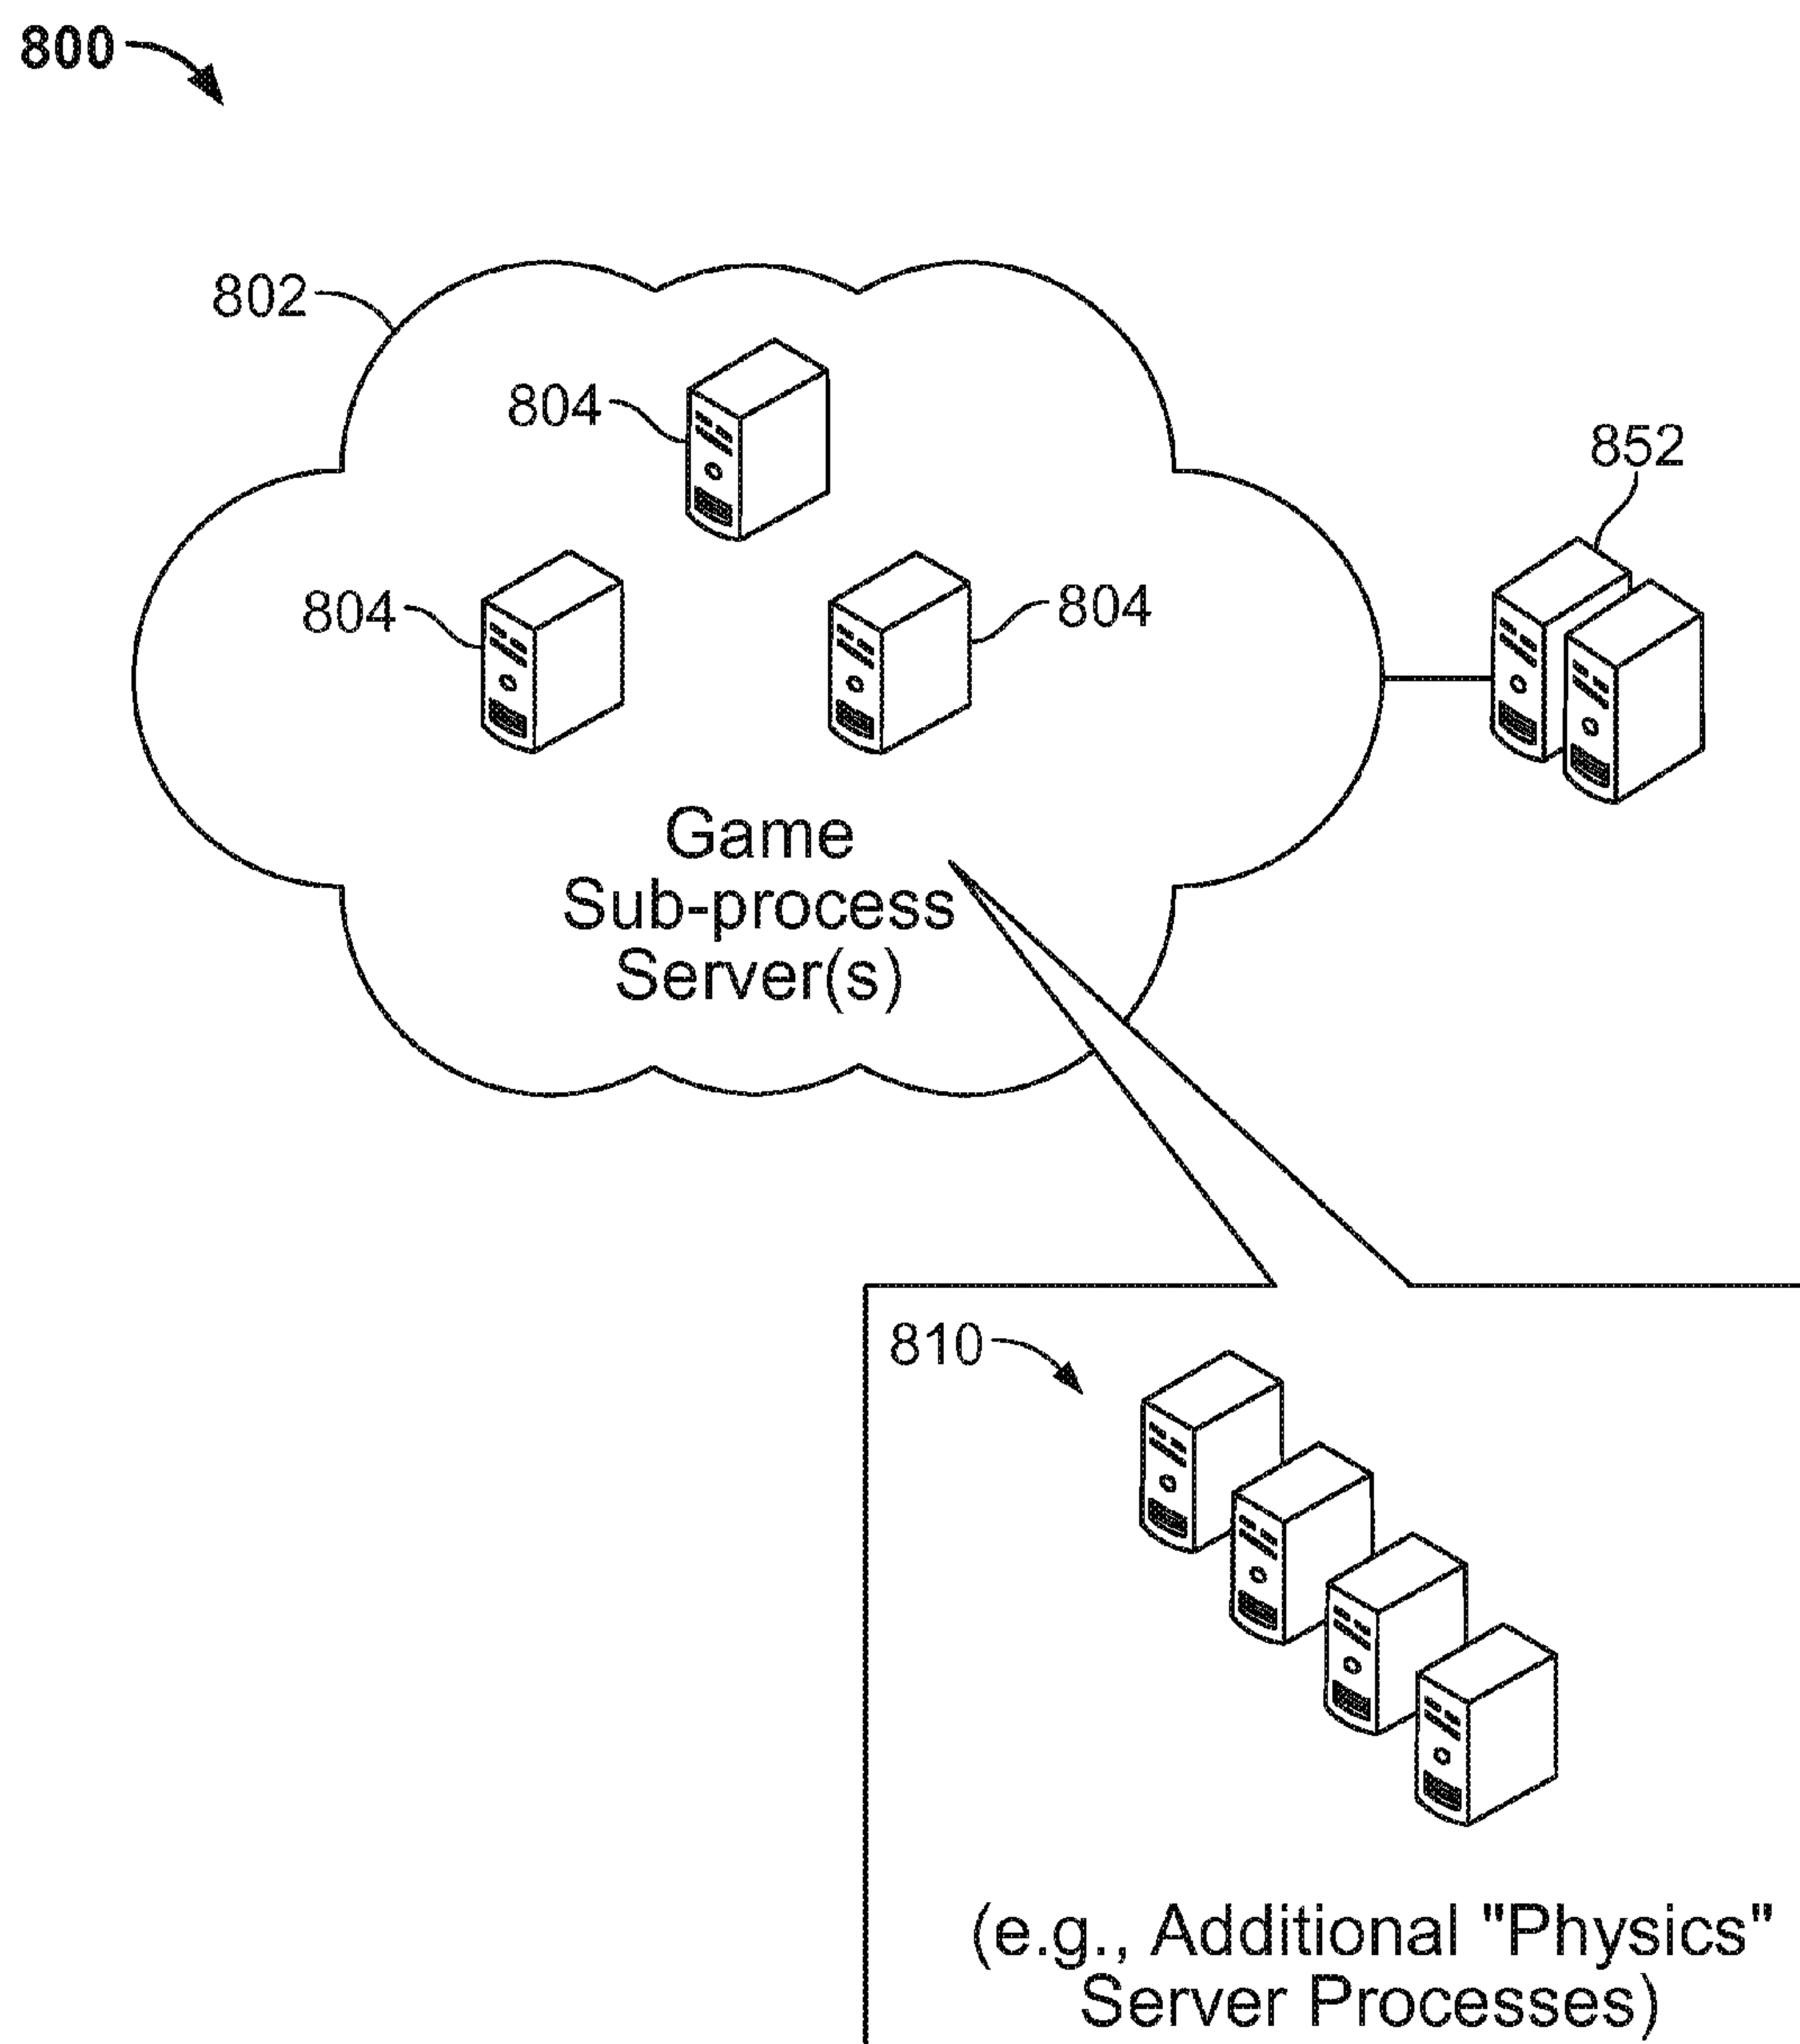 800
802
804
852
804
804
Game
Sub-process
Server(s)
810
(e.g., Additional "Physics"
Server Processes)